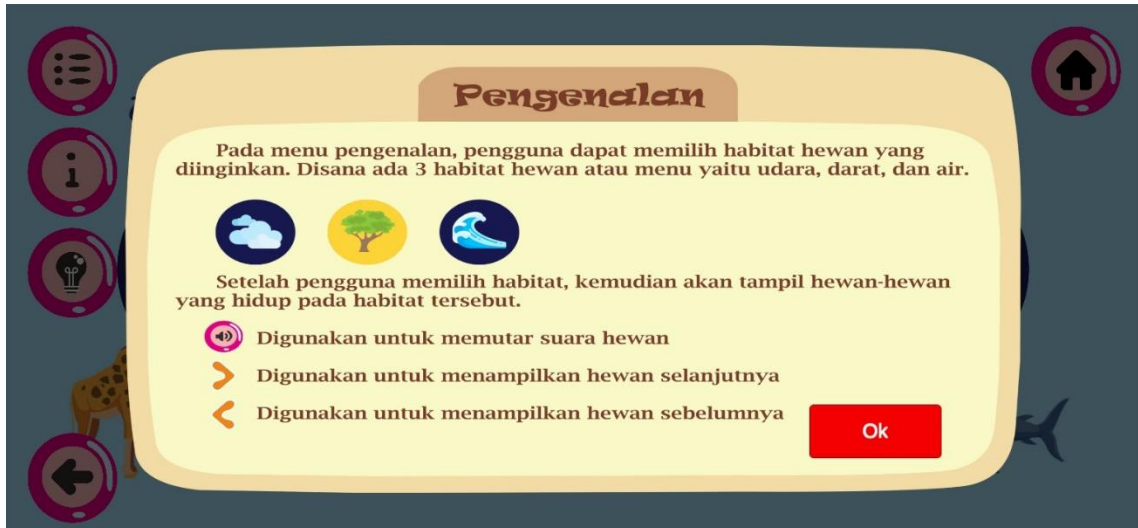 Pengenalan
Pada menu pengenalan, pengguna dapat memilih habitat hewan yang
diinginkan. Disana ada 3 habitat hewan atau menu yaitu udara, darat, dan air.
Setelah pengguna memilih habitat, kemudian akan tampil hewan-hewan
yang hidup pada habitat tersebut.
Digunakan untuk memutar suara hewan
Digunakan untuk menampilkan hewan selanjutnya
Digunakan untuk menampilkan hewan sebelumnya
Ok